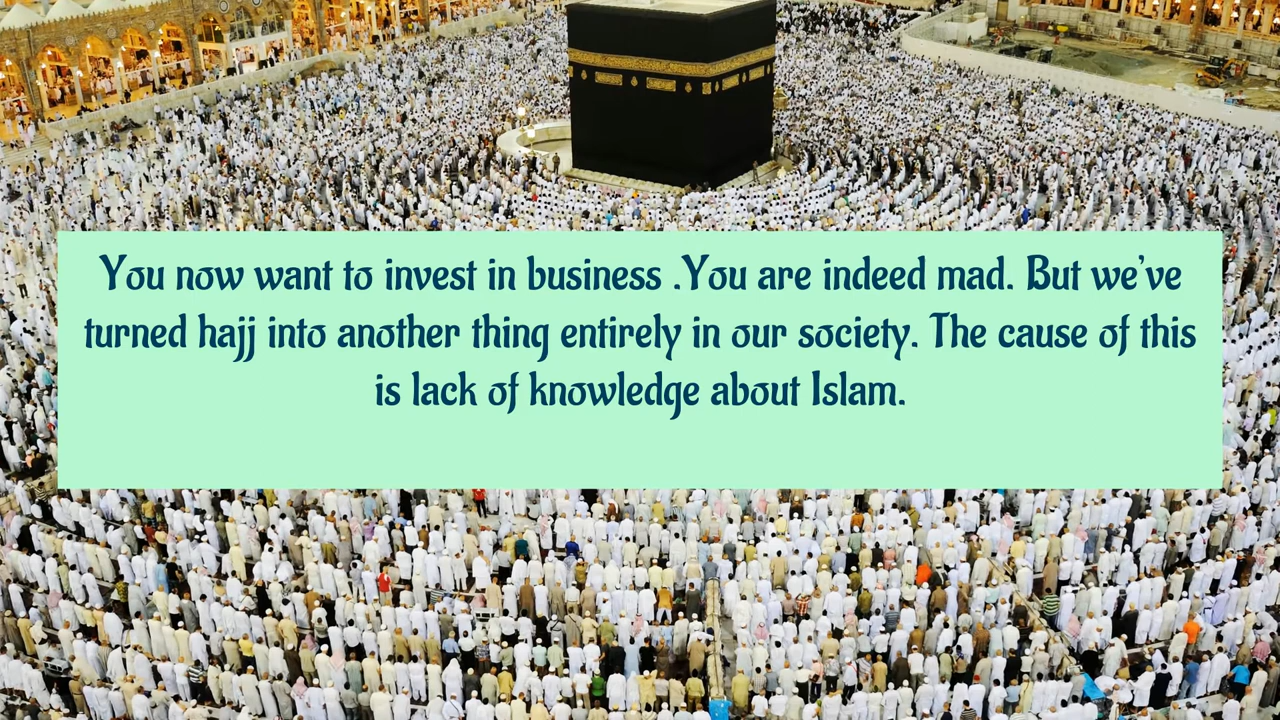 You now want to invest in business .You are indeed mad. But we've
turned hajj into another thing entirely in our society. The cause of this
is lack of knowledge about Islam.